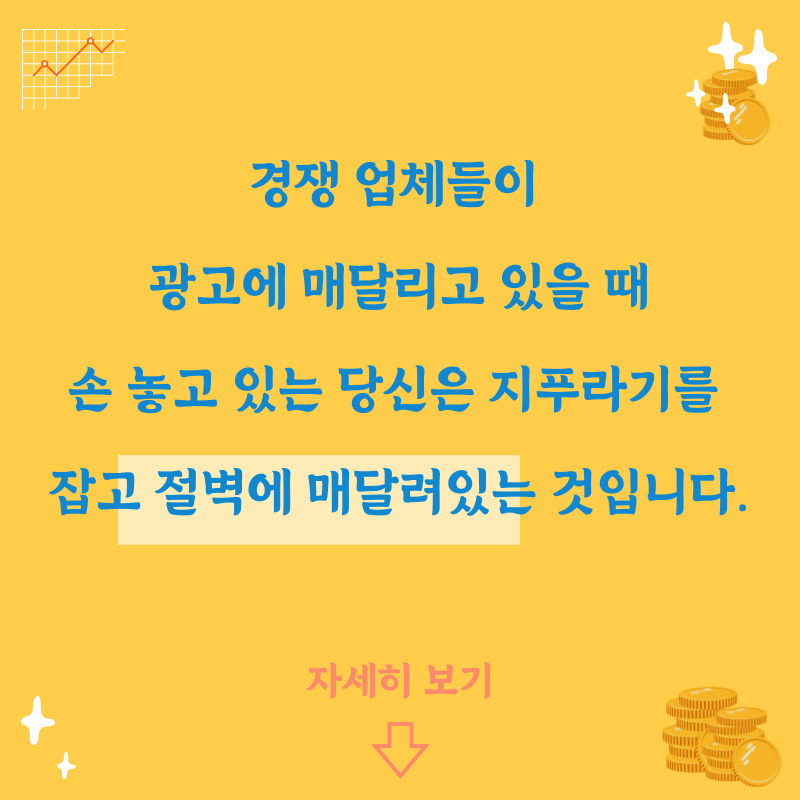 경쟁 업체들이
광고에 매달리고 있을 때
손 놓고 있는 당신은 지푸라기를
잡고 절벽에 매달려있는 것입니다.
자세히 보기